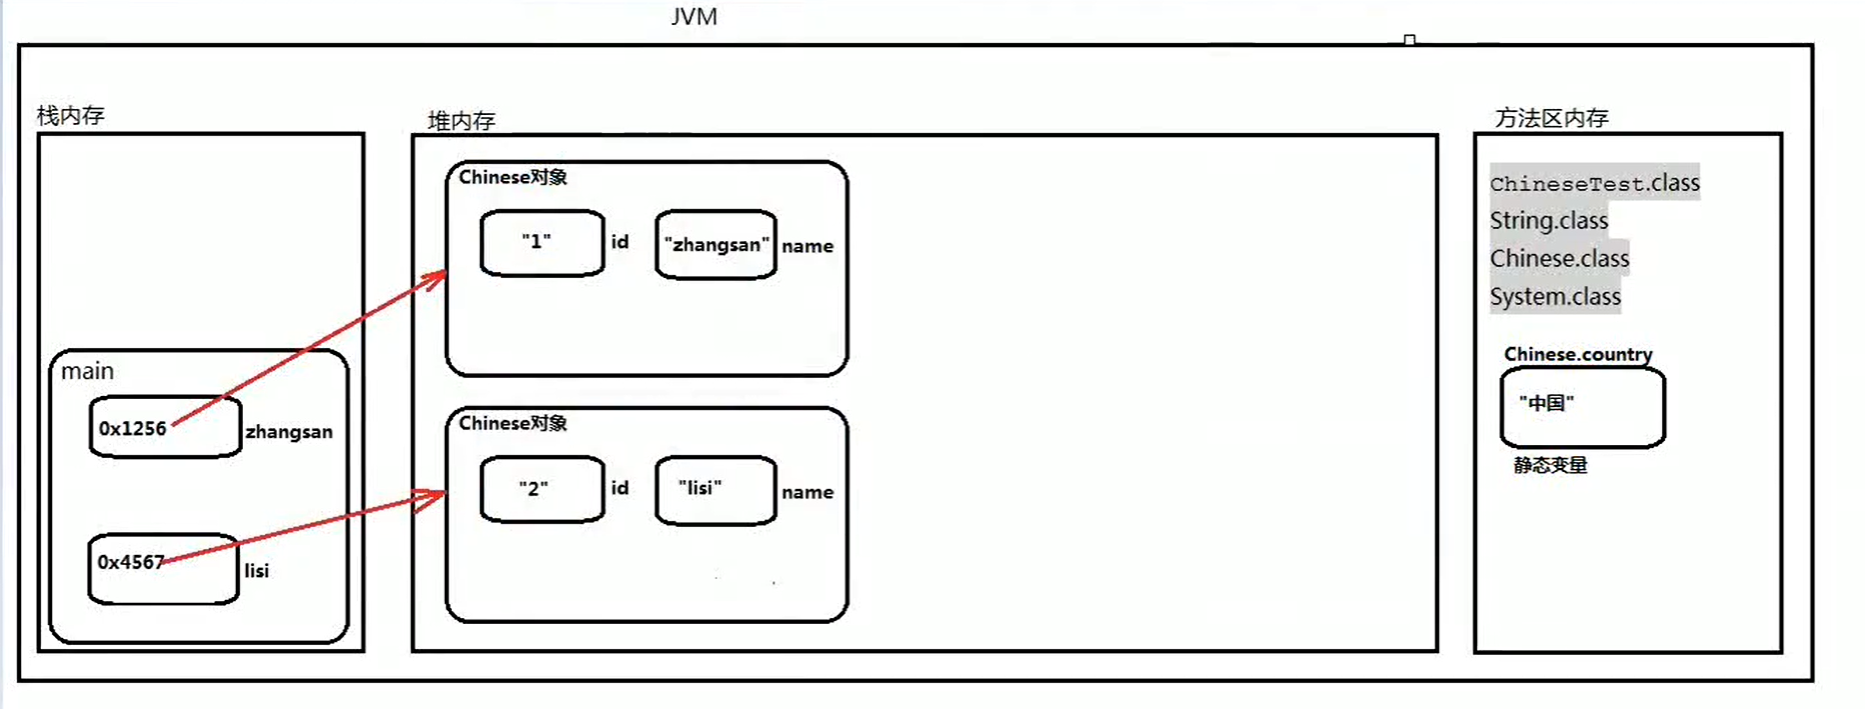 JVM
栈内存
堆内存
方法区内存
Chinese对象
"1"
id
"zhangsan"
name
ChineseTest.class
String.class
Chinese.class
System.class
Chinese.country
"中国"
静态变量
main
0x1256
zhangsan
Chinese对象
"2"
id
"lisi"
name
0x4567
lisi